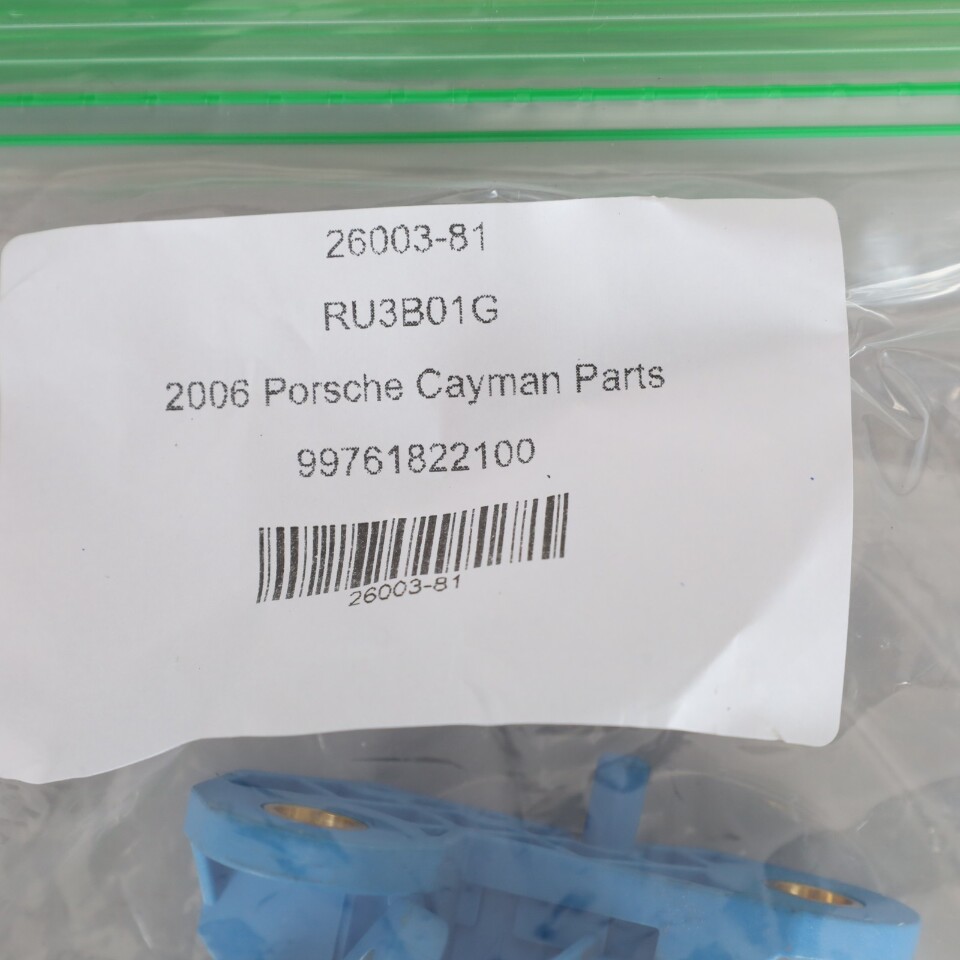 26003-81
RU3B01G
2006 Porsche Cayman Parts
99761822100
26003-81